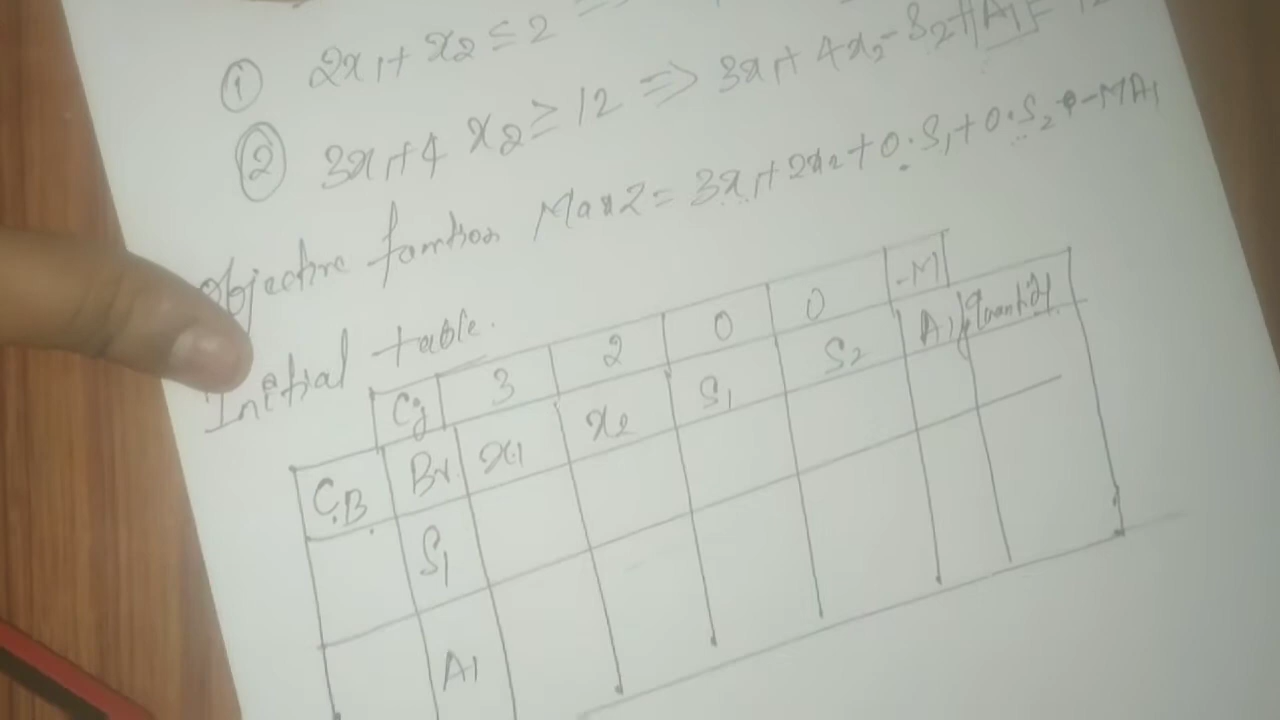 ① 2x₁+ x₂ ≤ 2 =>
② 3x₁+4 x₂ ≥ 12 => 3x₁+ 4x₂-S₂+A₁= 12
Objective function Max Z= 3x₁+2x₂+0.S₁+0.S₂-MA₁
Initial table.
Cj 3 2 0 0 -M
C.B Bv. x₁ x₂ S₁ S₂ A₁ Quantity
S₁
A₁